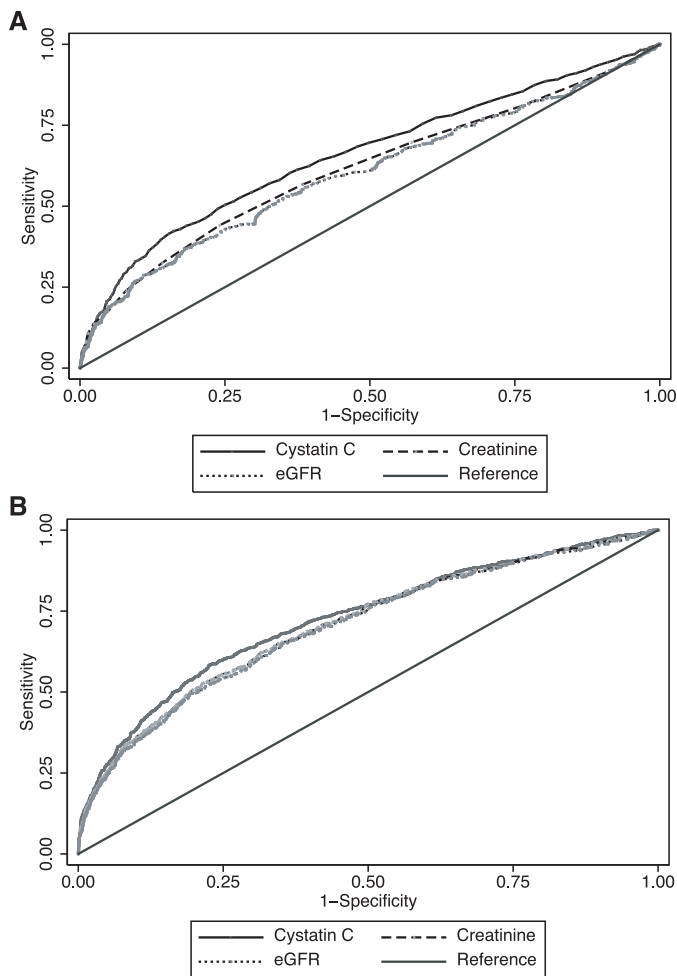 A
1.00
0.75
0.50
0.25
0.00
Sensitivity
0.00 0.25 0.50 0.75 1.00
1−Specificity
Cystatin C Creatinine
eGFR Reference
B
1.00
0.75
0.50
0.25
0.00
Sensitivity
0.00 0.25 0.50 0.75 1.00
1−Specificity
Cystatin C Creatinine
eGFR Reference